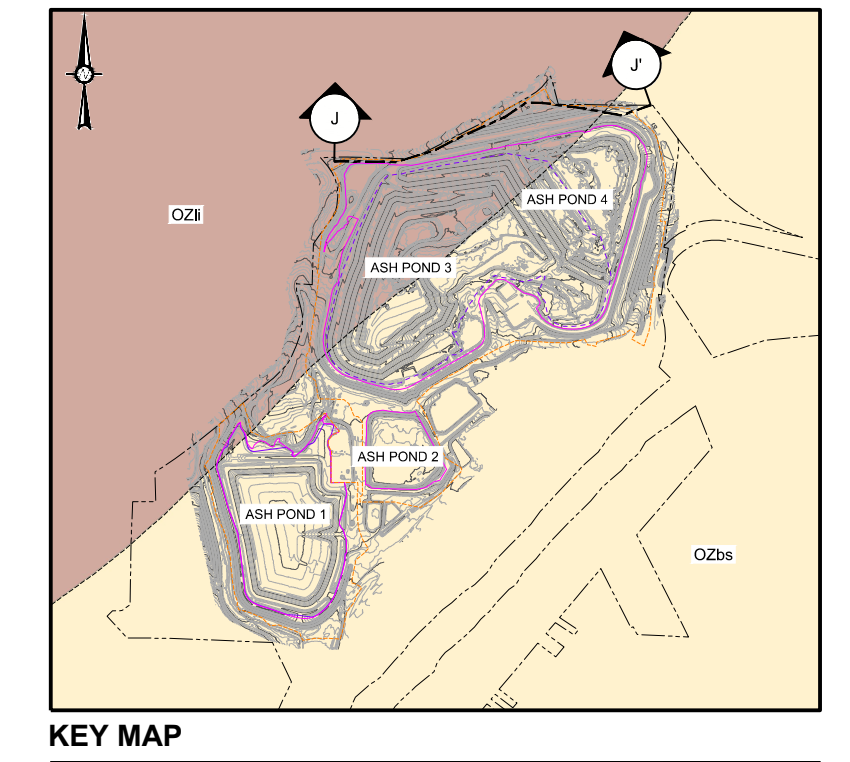 N
J
J'
OZli
ASH POND 4
ASH POND 3
ASH POND 2
ASH POND 1
OZbs
KEY MAP